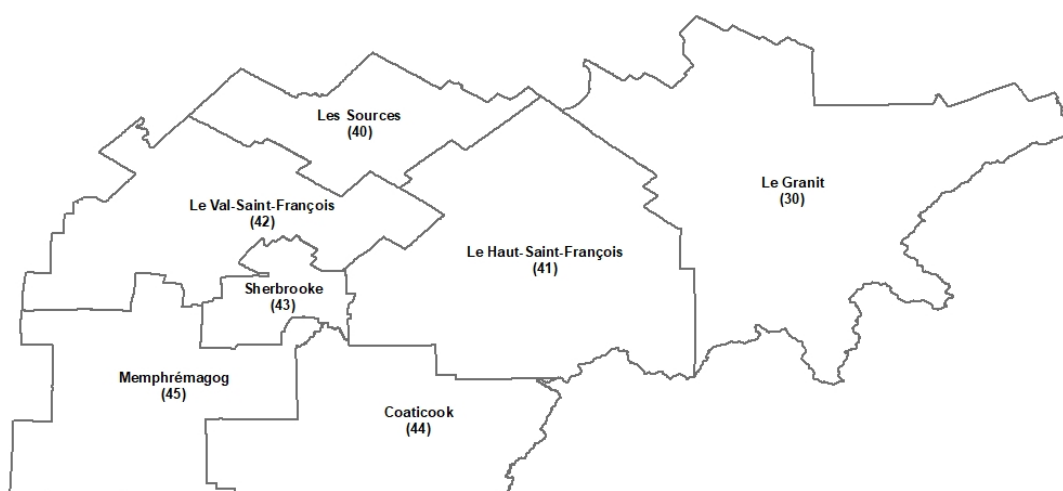 Les Sources
(40)
Le Granit
(30)
Le Val-Saint-François
(42)
Le Haut-Saint-François
(41)
Sherbrooke
(43)
Memphrémagog
(45)
Coaticook
(44)